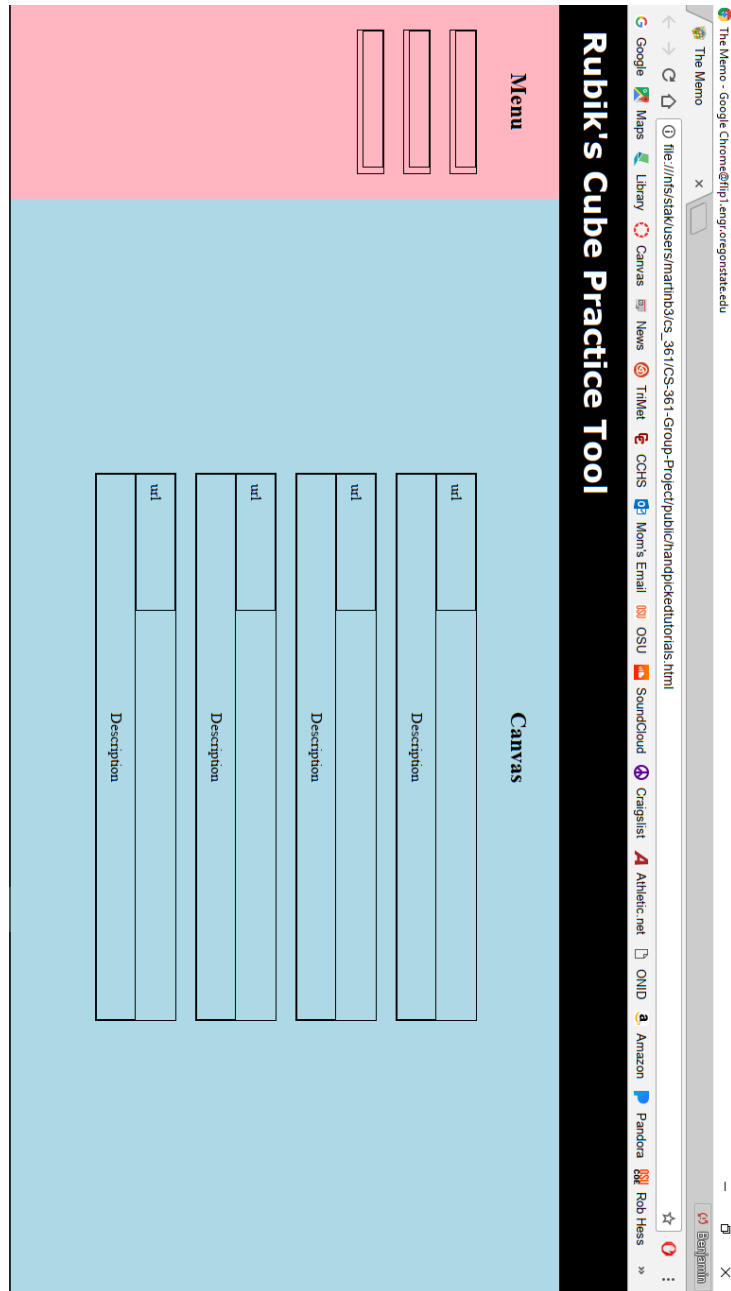 The Memo - Google Chrome@flip1.engr.oregonstate.edu
The Memo
Benjamin
file:///nfs/stak/users/martinb3/cs_361/CS-361-Group-Project/public/handpickedtutorials.html
Google Maps Library Canvas News TriMet CCHS Mom's Email OSU SoundCloud Craigslist Athletic.net ONID Amazon Pandora Rob Hess »
Rubik's Cube Practice Tool
Menu
Canvas
url
Description
url
Description
url
Description
url
Description